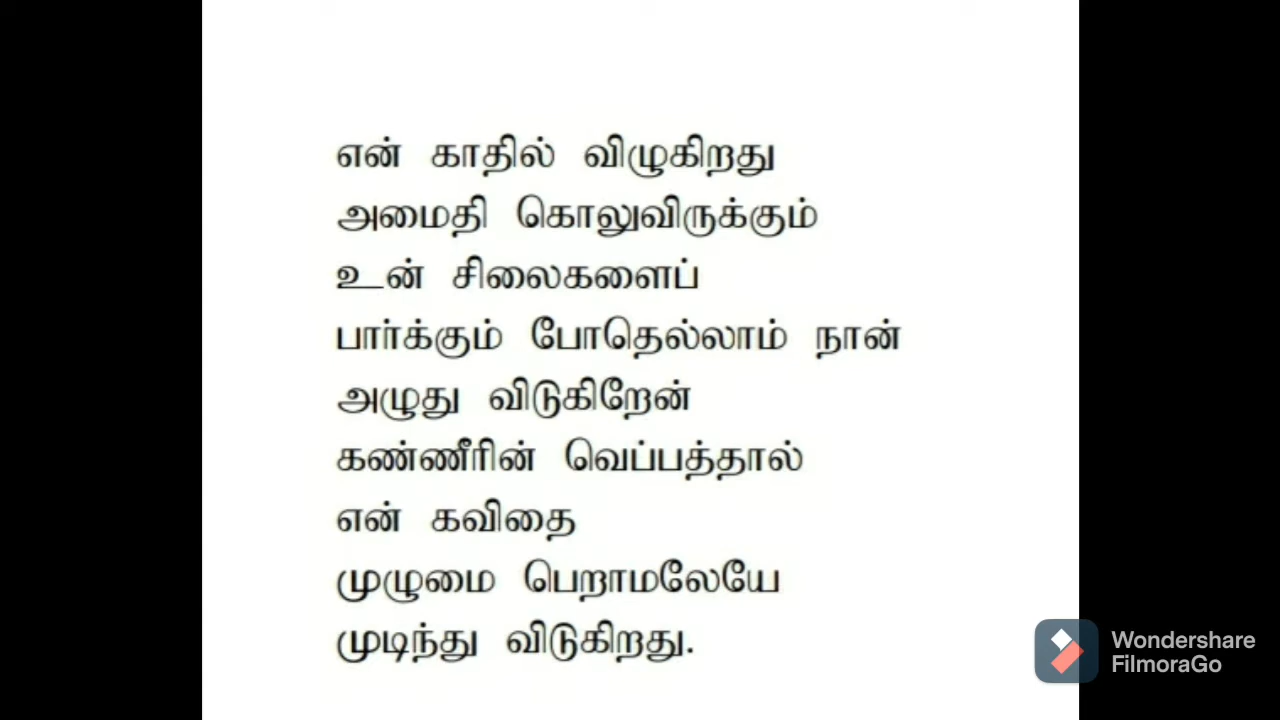 என் காதில் விழுகிறது
அமைதி கொலுவிருக்கும்
உன் சிலைகளைப்
பார்க்கும் போதெல்லாம் நான்
அழுது விடுகிறேன்
கண்ணீரின் வெப்பத்தால்
என் கவிதை
முழுமை பெறாமலேயே
முடிந்து விடுகிறது.
Wondershare
FilmoraGo